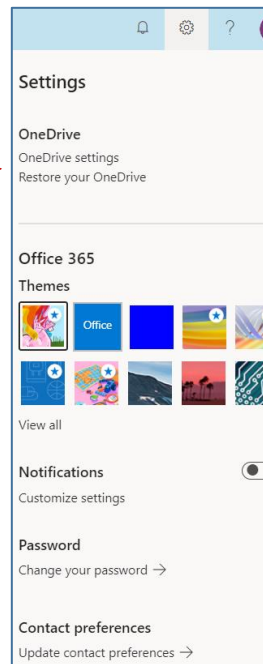 ?
Settings
OneDrive
OneDrive settings
Restore your OneDrive
Office 365
Themes
Office
View all
Notifications
Customize settings
Password
Change your password →
Contact preferences
Update contact preferences →